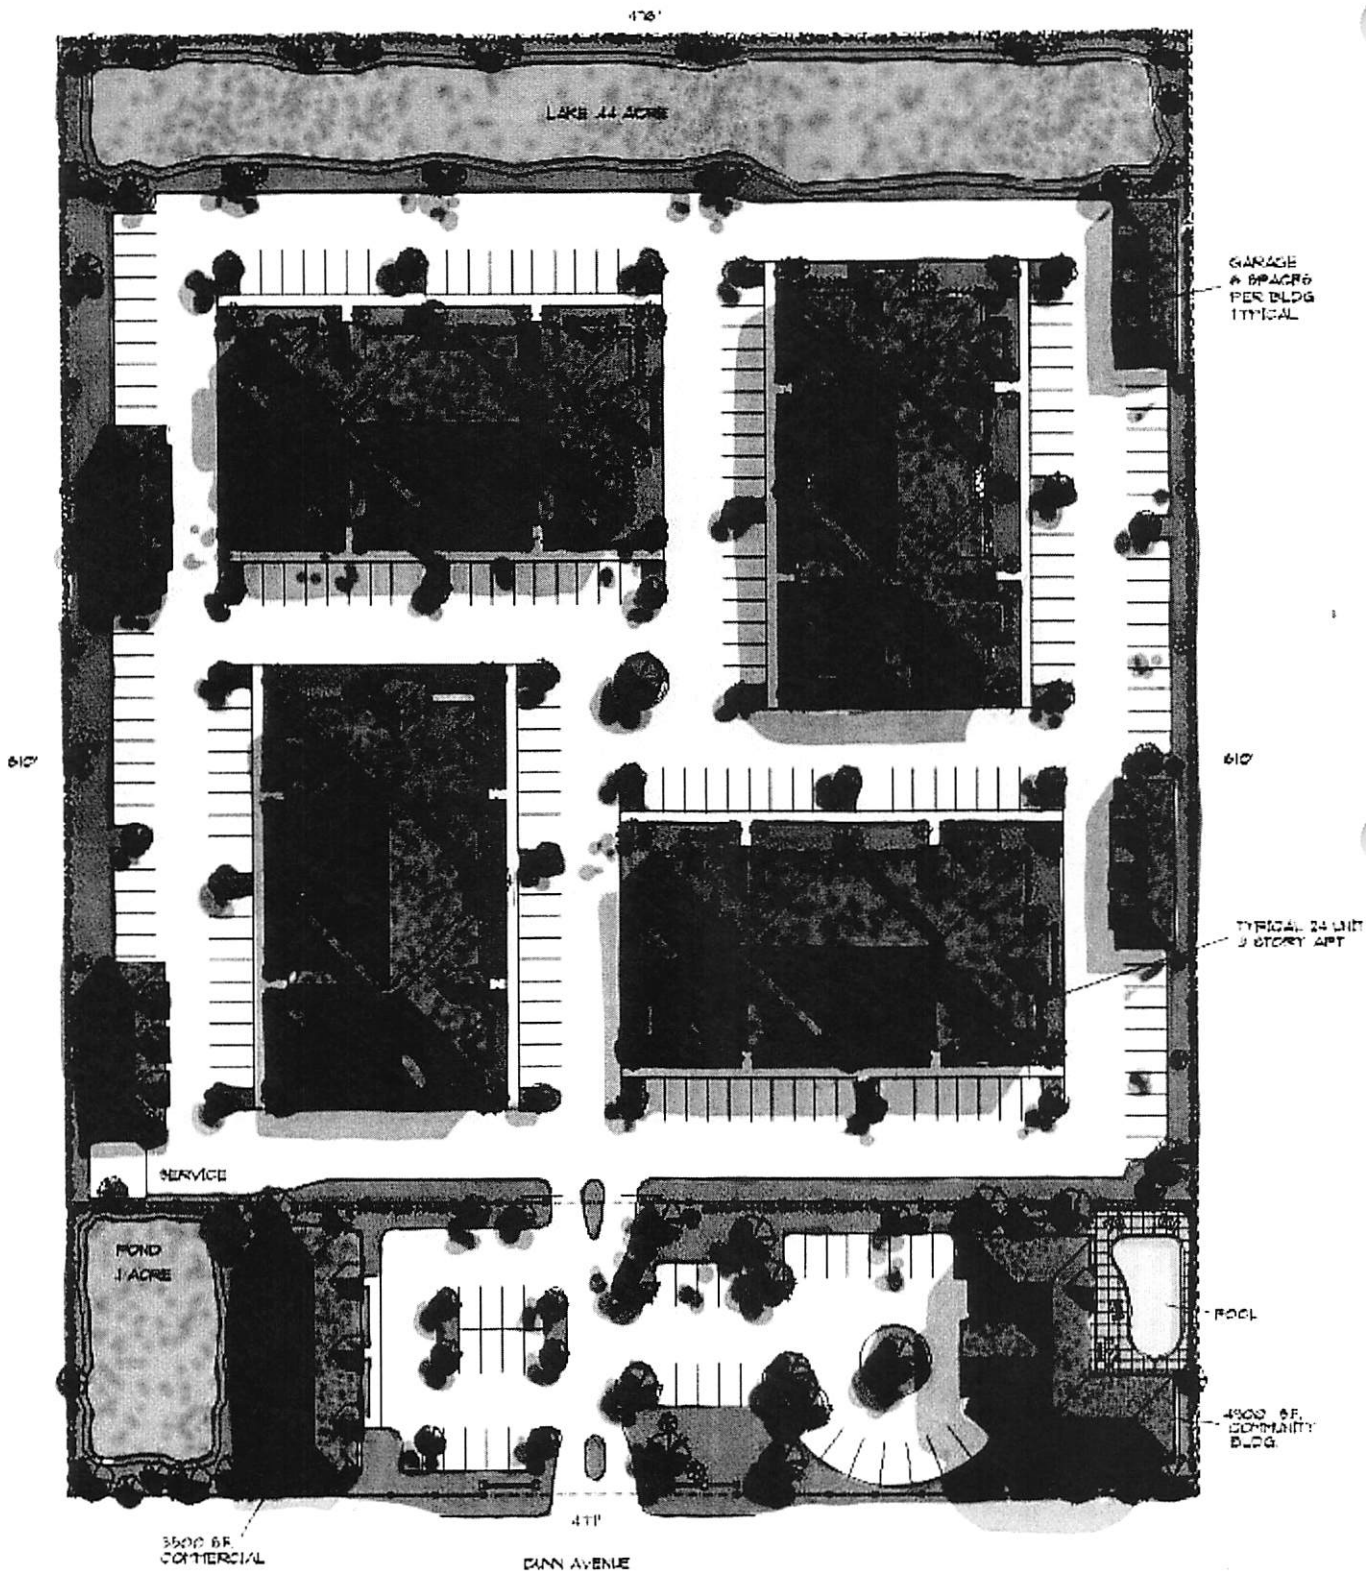 476'
LAKE .44 ACRE
GARAGE
6 SPACES
PER BLDG
TYPICAL
610'
610'
TYPICAL 24 UNIT
3 STORY APT
SERVICE
POND
.1 ACRE
POOL
4900 S.F.
COMMUNITY
BLDG.
3500 S.F.
COMMERCIAL
477'
DUNN AVENUE